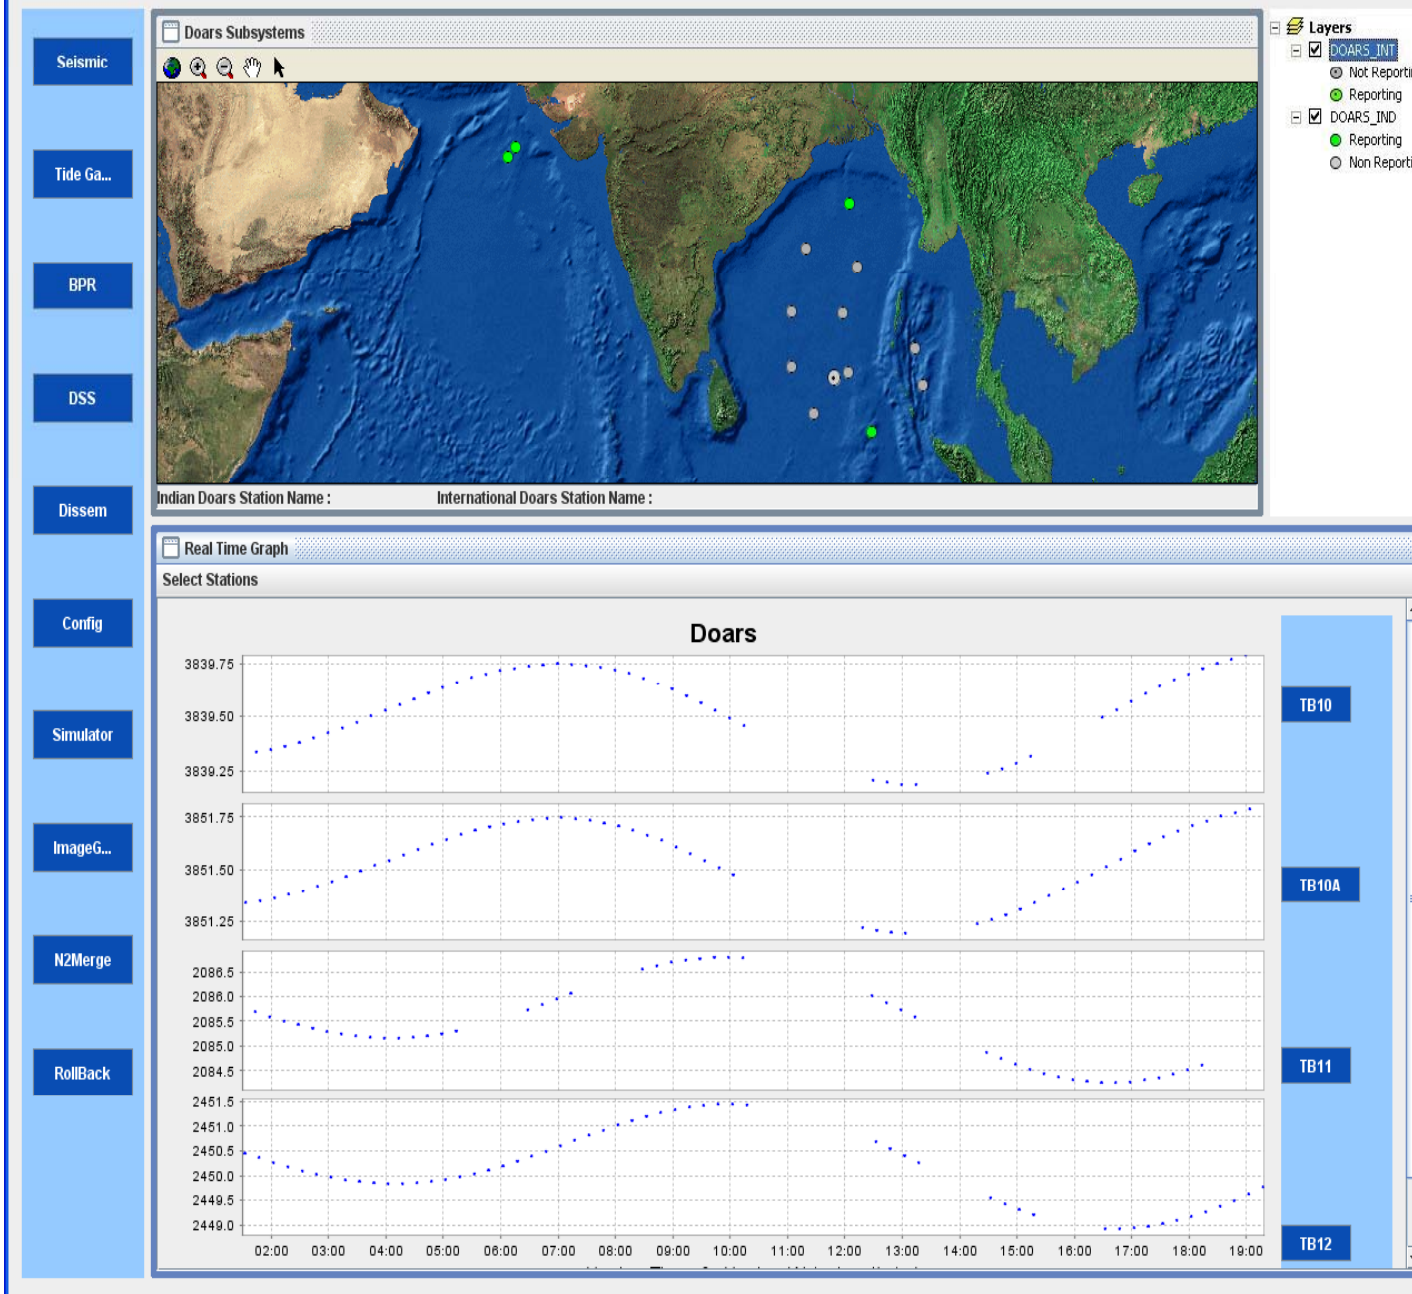 Seismic
Tide Ga...
BPR
DSS
Dissem
Config
Simulator
ImageG...
N2Merge
RollBack
Doars Subsystems
Indian Doars Station Name :
International Doars Station Name :
Layers
DOARS_INT
Not Reporti
Reporting
DOARS_IND
Reporting
Non Reporti
Real Time Graph
Select Stations
Doars
3839.75
3839.50
3839.25
TB10
3851.75
3851.50
3851.25
TB10A
2086.5
2086.0
2085.5
2085.0
2084.5
TB11
2451.5
2451.0
2450.5
2450.0
2449.5
2449.0
TB12
02:00 03:00 04:00 05:00 06:00 07:00 08:00 09:00 10:00 11:00 12:00 13:00 14:00 15:00 16:00 17:00 18:00 19:00